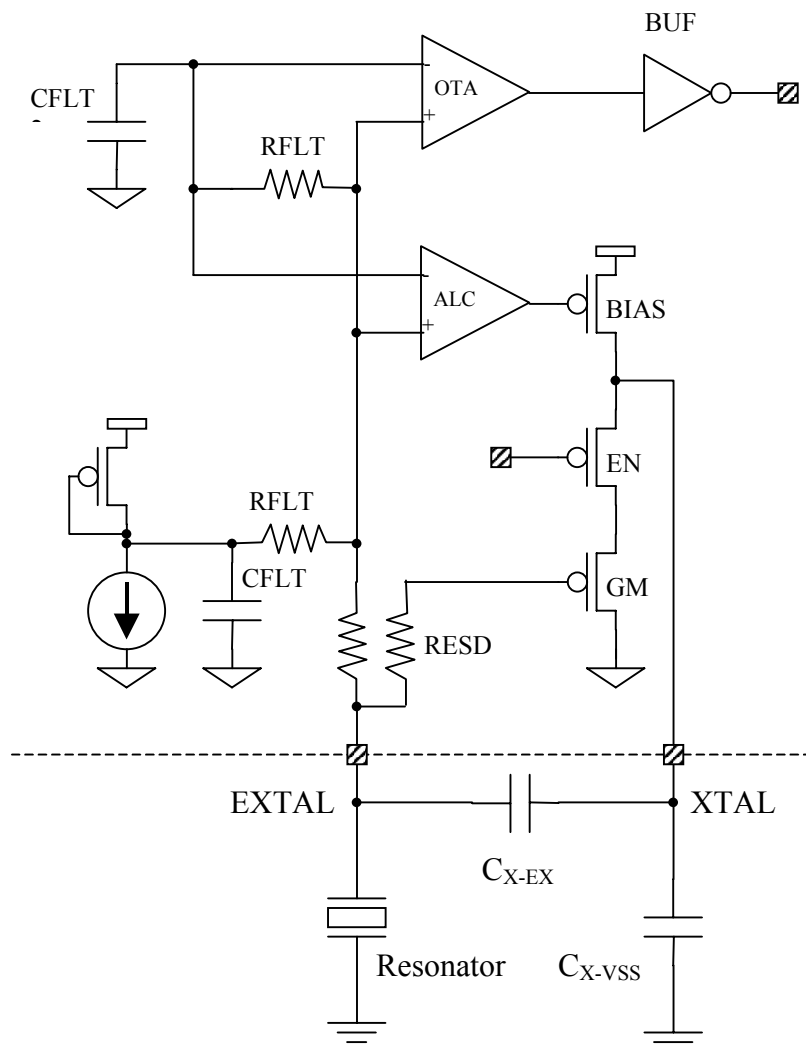 BUF
CFLT
-
OTA
+
RFLT
-
ALC
+
BIAS
EN
RFLT
CFLT
GM
RESD
EXTAL
XTAL
CX-EX
Resonator
CX-VSS